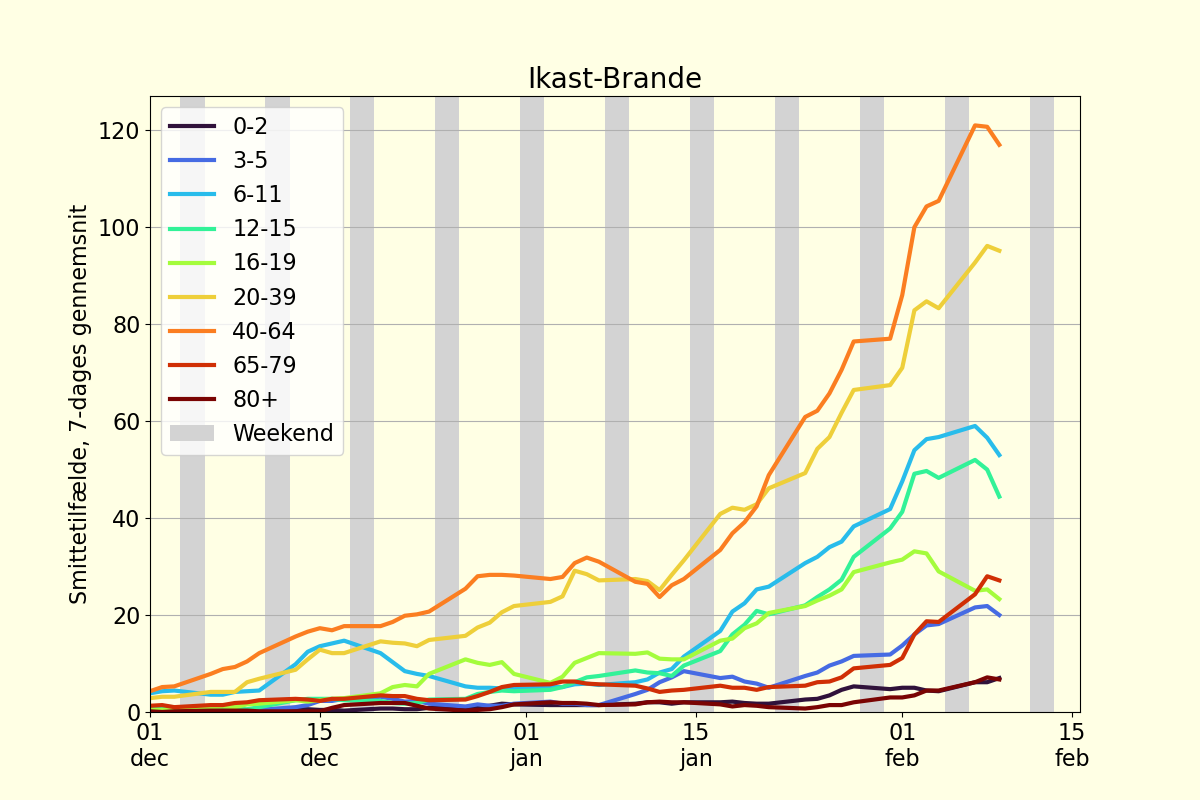 Ikast-Brande
Smittetilfælde, 7-dages gennemsnit
120
100
80
60
40
20
0
0-2
3-5
6-11
12-15
16-19
20-39
40-64
65-79
80+
Weekend
01 dec
15 dec
01 jan
15 jan
01 feb
15 feb